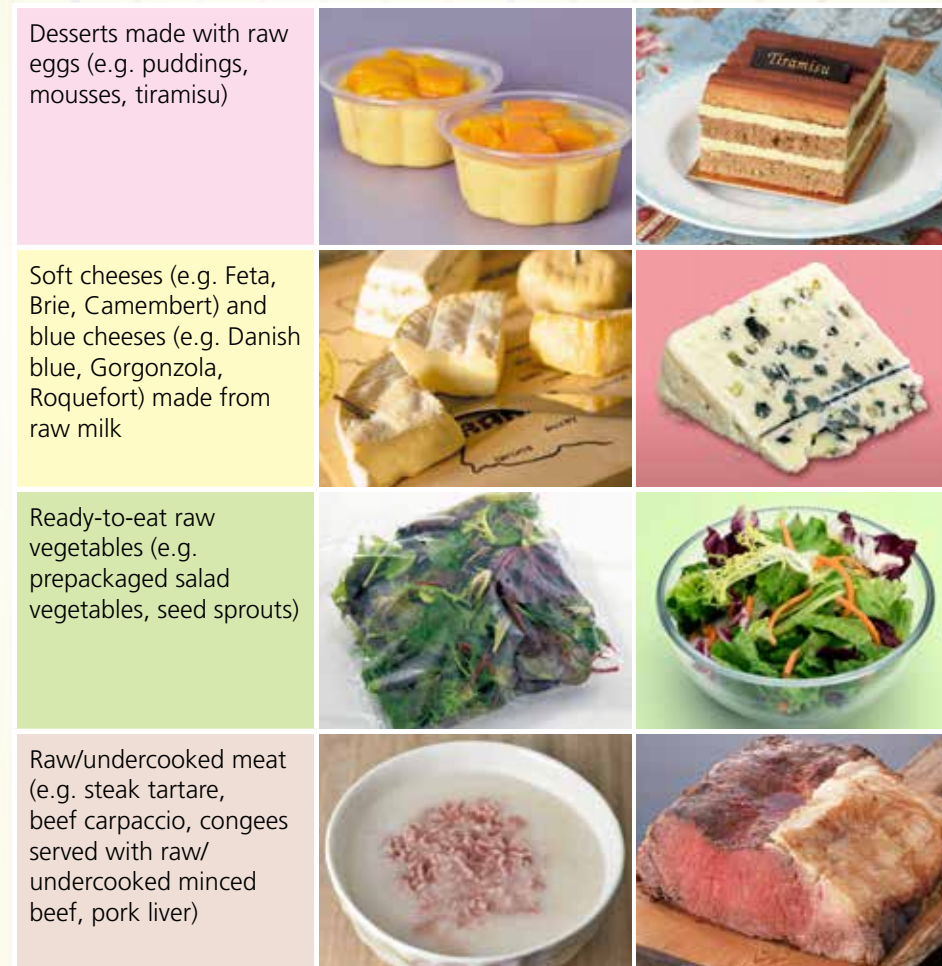 Desserts made with raw
eggs (e.g. puddings,
mousses, tiramisu)
Tiramisu
Soft cheeses (e.g. Feta,
Brie, Camembert) and
blue cheeses (e.g. Danish
blue, Gorgonzola,
Roquefort) made from
raw milk
Ready-to-eat raw
vegetables (e.g.
prepackaged salad
vegetables, seed sprouts)
Raw/undercooked meat
(e.g. steak tartare,
beef carpaccio, congees
served with raw/
undercooked minced
beef, pork liver)